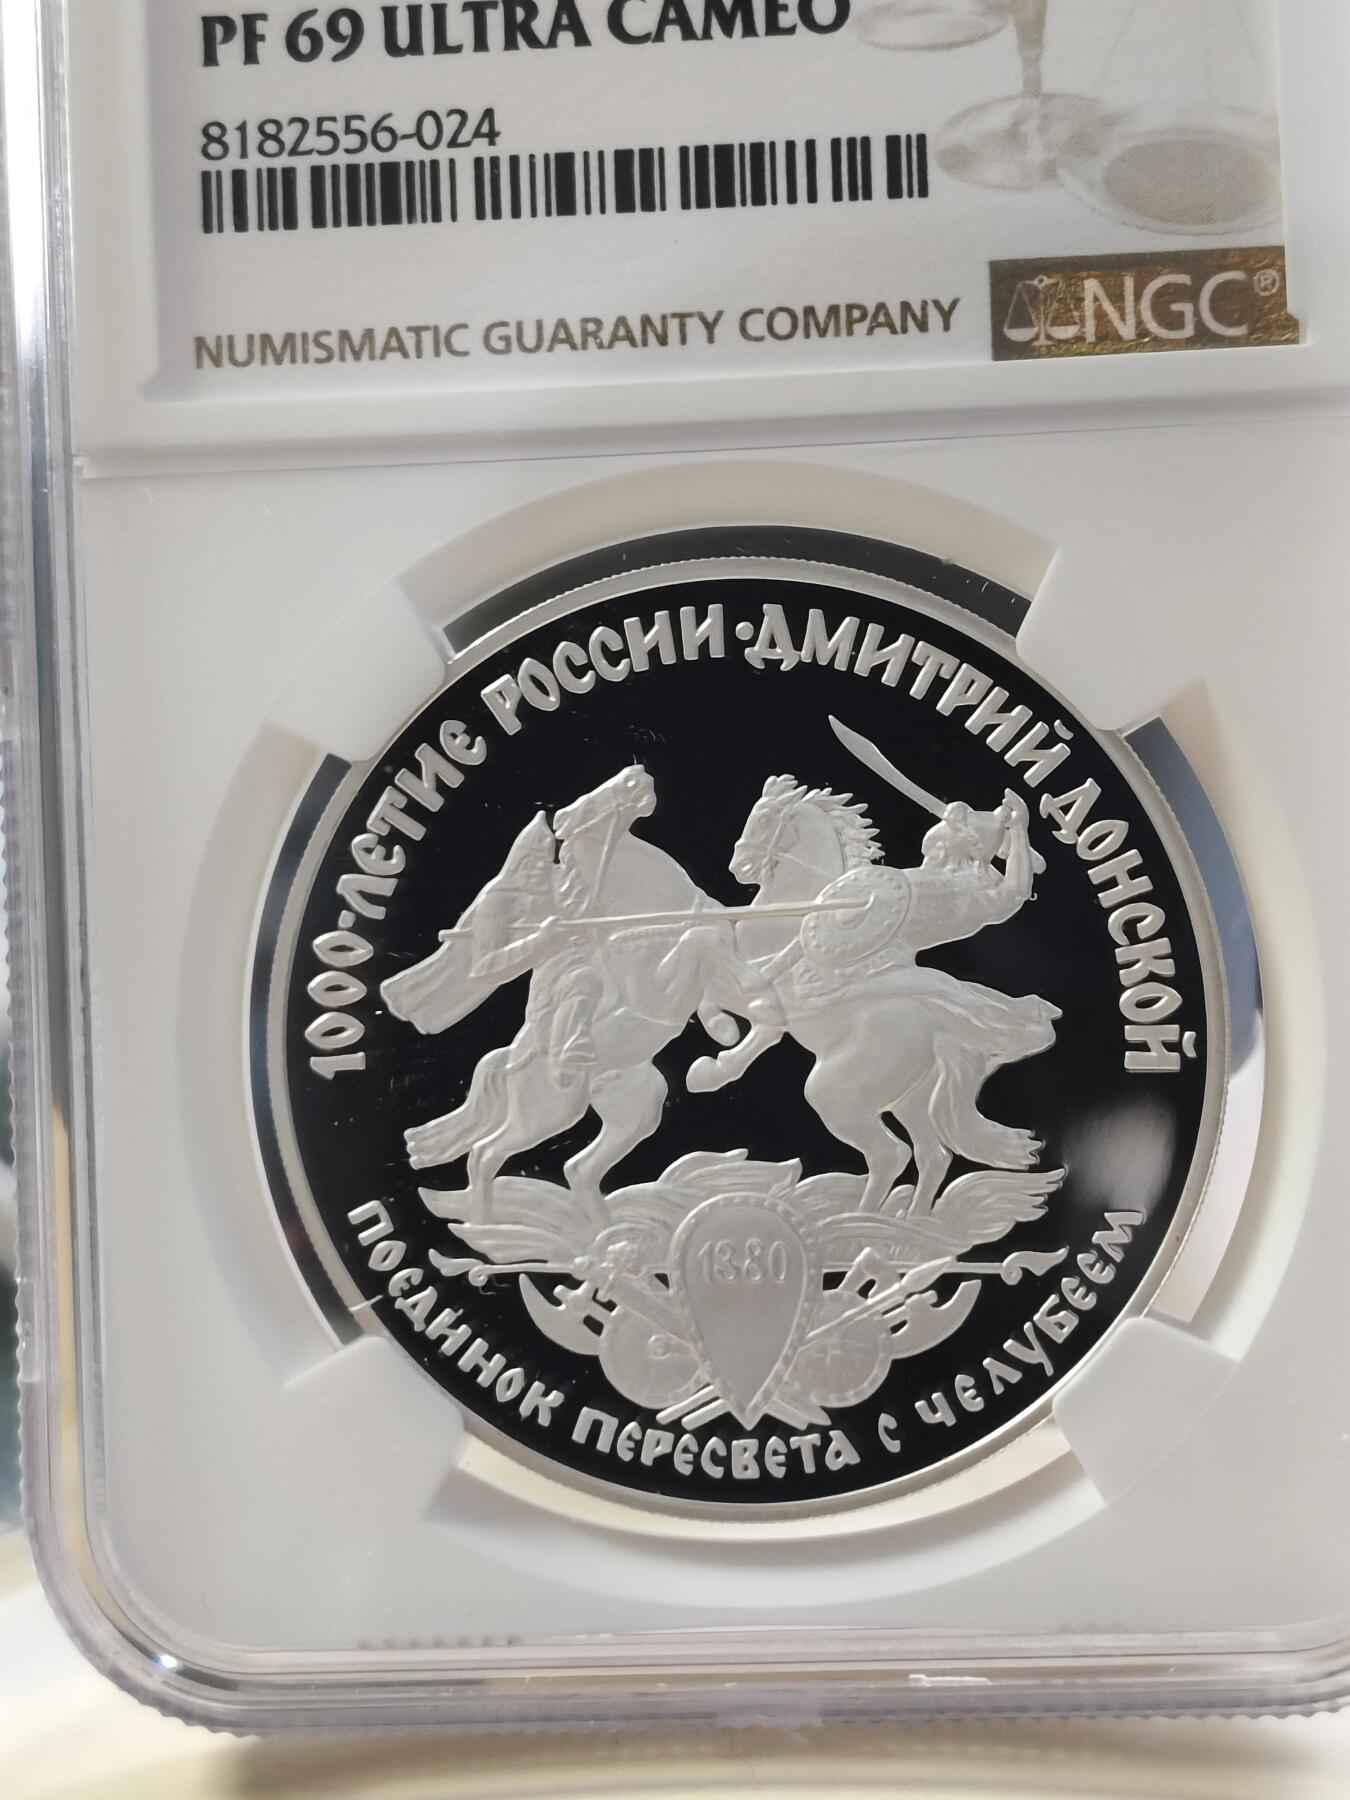 PF 69 ULTRA CAMEO
8182556-024
NUMISMATIC GUARANTY COMPANY
NGC®
1000-ЛЕТИЕ РОССИИ·ДМИТРИЙ ДОНСКОЙ
1380
ПОЕДИНОК ПЕРЕСВЕТА С ЧЕЛУБЕЕМ